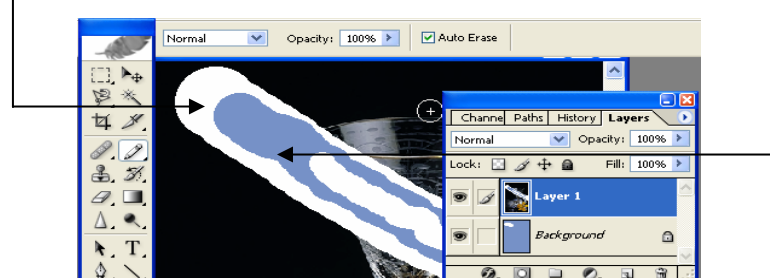 Normal Opacity: 100% Auto Erase
Channe Paths History Layers
Normal Opacity: 100%
Lock: Fill: 100%
Layer 1
Background
T